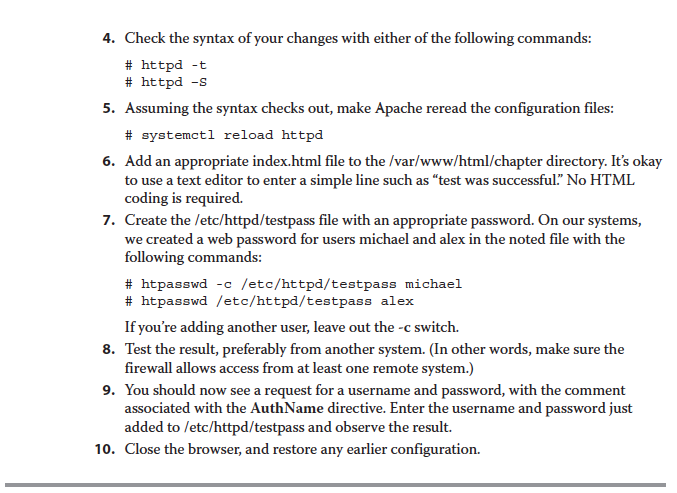 4. Check the syntax of your changes with either of the following commands:
# httpd -t
# httpd -S
5. Assuming the syntax checks out, make Apache reread the configuration files:
# systemctl reload httpd
6. Add an appropriate index.html file to the /var/www/html/chapter directory. It's okay
to use a text editor to enter a simple line such as “test was successful.” No HTML
coding is required.
7. Create the /etc/httpd/testpass file with an appropriate password. On our systems,
we created a web password for users michael and alex in the noted file with the
following commands:
# htpasswd -c /etc/httpd/testpass michael
# htpasswd /etc/httpd/testpass alex
If you're adding another user, leave out the -c switch.
8. Test the result, preferably from another system. (In other words, make sure the
firewall allows access from at least one remote system.)
9. You should now see a request for a username and password, with the comment
associated with the AuthName directive. Enter the username and password just
added to /etc/httpd/testpass and observe the result.
10. Close the browser, and restore any earlier configuration.